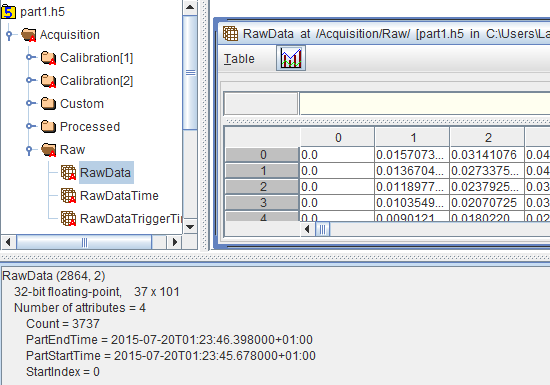 part1.h5
Acquisition
Calibration[1]
Calibration[2]
Custom
Processed
Raw
RawData
RawDataTime
RawDataTriggerTi
RawData at /Acquisition/Raw/ [part1.h5 in C:\Users\La
Table
0 1 2
0 0.0 0.0157073... 0.03141076 0.04
1 0.0 0.0136704... 0.0273375... 0.04
2 0.0 0.0118977... 0.0237925... 0.03
3 0.0 0.0103549... 0.02070725 0.03
4 0.0 0.0090121 0.0180220 0.0
RawData (2864, 2)
32-bit floating-point, 37 x 101
Number of attributes = 4
Count = 3737
PartEndTime = 2015-07-20T01:23:46.398000+01:00
PartStartTime = 2015-07-20T01:23:45.678000+01:00
StartIndex = 0